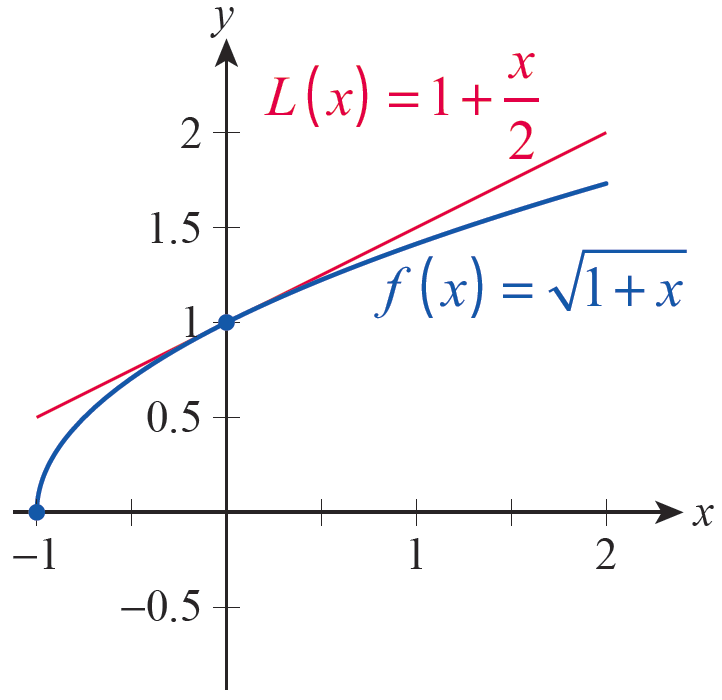 y
L(x) = 1 + x/2
2
1.5
f(x) = √(1 + x)
1
0.5
x
−1 1 2
−0.5